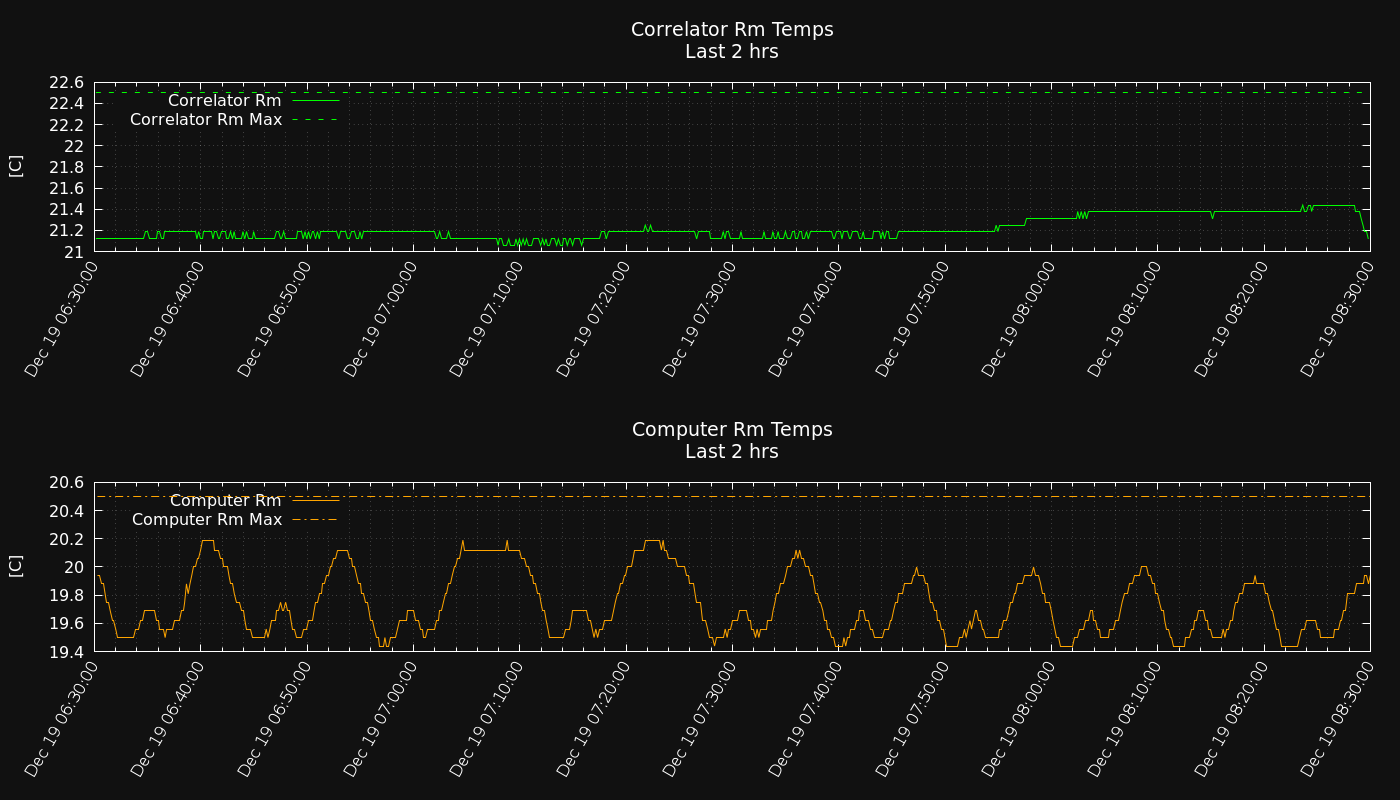 Correlator Rm Temps
Last 2 hrs
22.6
22.4
22.2
22
21.8
21.6
21.4
21.2
21
[C]
Correlator Rm
Correlator Rm Max
Dec 19 06:30:00
Dec 19 06:40:00
Dec 19 06:50:00
Dec 19 07:00:00
Dec 19 07:10:00
Dec 19 07:20:00
Dec 19 07:30:00
Dec 19 07:40:00
Dec 19 07:50:00
Dec 19 08:00:00
Dec 19 08:10:00
Dec 19 08:20:00
Dec 19 08:30:00
Computer Rm Temps
Last 2 hrs
20.6
20.4
20.2
20
19.8
19.6
19.4
[C]
Computer Rm
Computer Rm Max
Dec 19 06:30:00
Dec 19 06:40:00
Dec 19 06:50:00
Dec 19 07:00:00
Dec 19 07:10:00
Dec 19 07:20:00
Dec 19 07:30:00
Dec 19 07:40:00
Dec 19 07:50:00
Dec 19 08:00:00
Dec 19 08:10:00
Dec 19 08:20:00
Dec 19 08:30:00